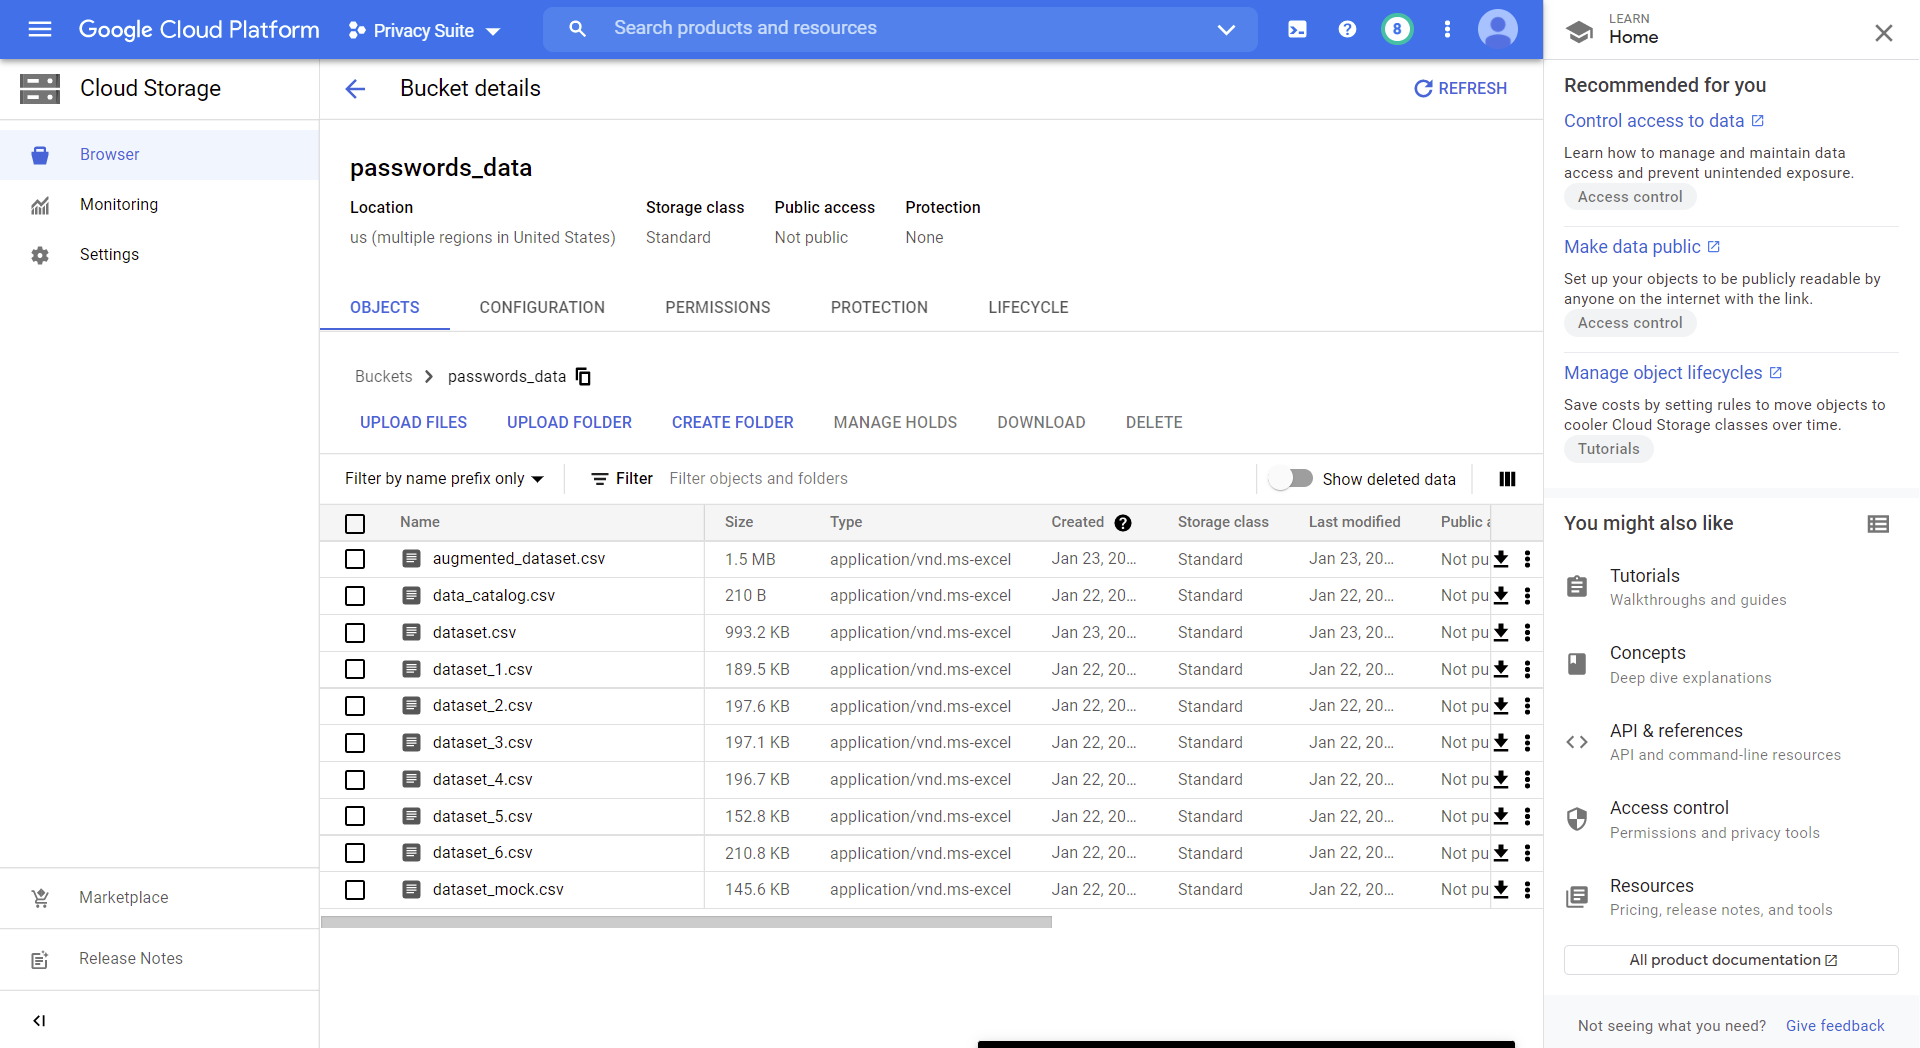 Google Cloud Platform
Privacy Suite
Search products and resources
8
LEARN
Home
Cloud Storage
Browser
Monitoring
Settings
Marketplace
Release Notes
Bucket details
REFRESH
passwords_data
Location Storage class Public access Protection
us (multiple regions in United States) Standard Not public None
OBJECTS CONFIGURATION PERMISSIONS PROTECTION LIFECYCLE
Buckets passwords_data
UPLOAD FILES UPLOAD FOLDER CREATE FOLDER MANAGE HOLDS DOWNLOAD DELETE
Filter by name prefix only Filter Filter objects and folders Show deleted data
Name Size Type Created Storage class Last modified Public a
augmented_dataset.csv 1.5 MB application/vnd.ms-excel Jan 23, 20... Standard Jan 23, 20... Not pu
data_catalog.csv 210 B application/vnd.ms-excel Jan 22, 20... Standard Jan 22, 20... Not pu
dataset.csv 993.2 KB application/vnd.ms-excel Jan 23, 20... Standard Jan 23, 20... Not pu
dataset_1.csv 189.5 KB application/vnd.ms-excel Jan 22, 20... Standard Jan 22, 20... Not pu
dataset_2.csv 197.6 KB application/vnd.ms-excel Jan 22, 20... Standard Jan 22, 20... Not pu
dataset_3.csv 197.1 KB application/vnd.ms-excel Jan 22, 20... Standard Jan 22, 20... Not pu
dataset_4.csv 196.7 KB application/vnd.ms-excel Jan 22, 20... Standard Jan 22, 20... Not pu
dataset_5.csv 152.8 KB application/vnd.ms-excel Jan 22, 20... Standard Jan 22, 20... Not pu
dataset_6.csv 210.8 KB application/vnd.ms-excel Jan 22, 20... Standard Jan 22, 20... Not pu
dataset_mock.csv 145.6 KB application/vnd.ms-excel Jan 22, 20... Standard Jan 22, 20... Not pu
Recommended for you
Control access to data
Learn how to manage and maintain data
access and prevent unintended exposure.
Access control
Make data public
Set up your objects to be publicly readable by
anyone on the internet with the link.
Access control
Manage object lifecycles
Save costs by setting rules to move objects to
cooler Cloud Storage classes over time.
Tutorials
You might also like
Tutorials
Walkthroughs and guides
Concepts
Deep dive explanations
API & references
API and command-line resources
Access control
Permissions and privacy tools
Resources
Pricing, release notes, and tools
All product documentation
Not seeing what you need? Give feedback